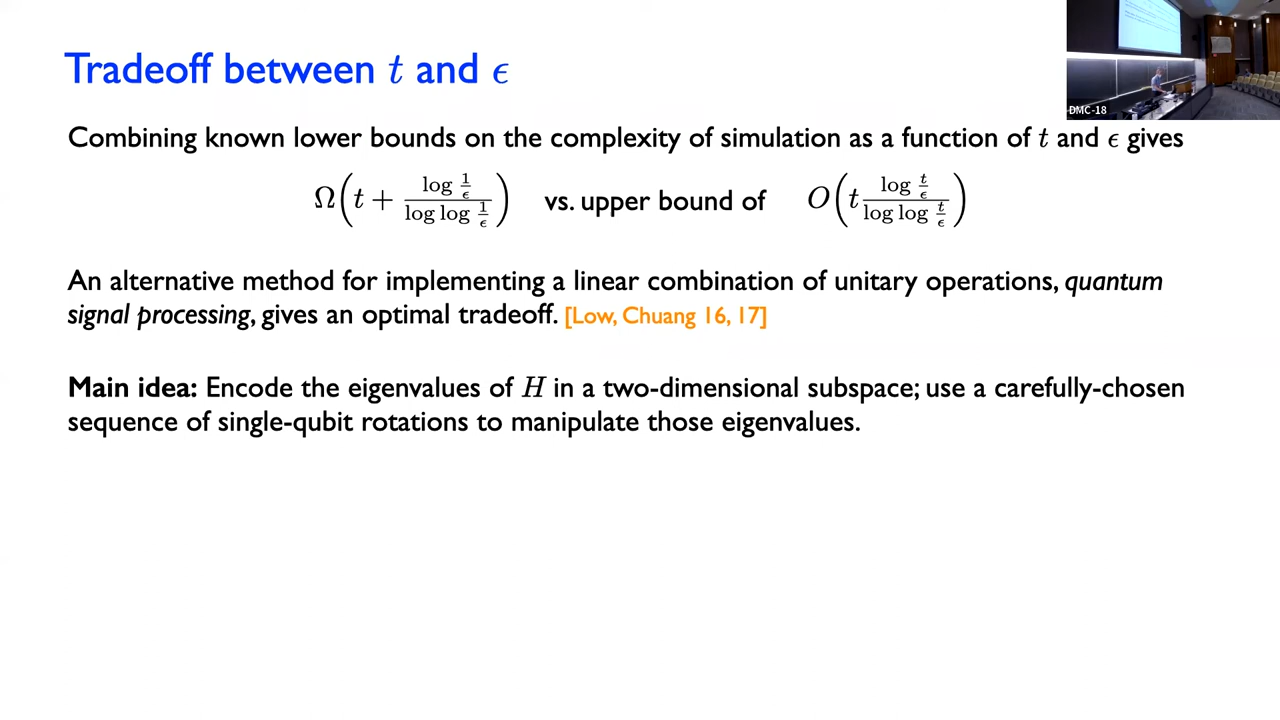 Tradeoff between t and ϵ
DMC-18
Combining known lower bounds on the complexity of simulation as a function of t and ϵ gives
Ω(t + log 1/ϵ / log log 1/ϵ) vs. upper bound of O(t log t/ϵ / log log t/ϵ)
An alternative method for implementing a linear combination of unitary operations, quantum
signal processing, gives an optimal tradeoff. [Low, Chuang 16, 17]
Main idea: Encode the eigenvalues of H in a two-dimensional subspace; use a carefully-chosen
sequence of single-qubit rotations to manipulate those eigenvalues.